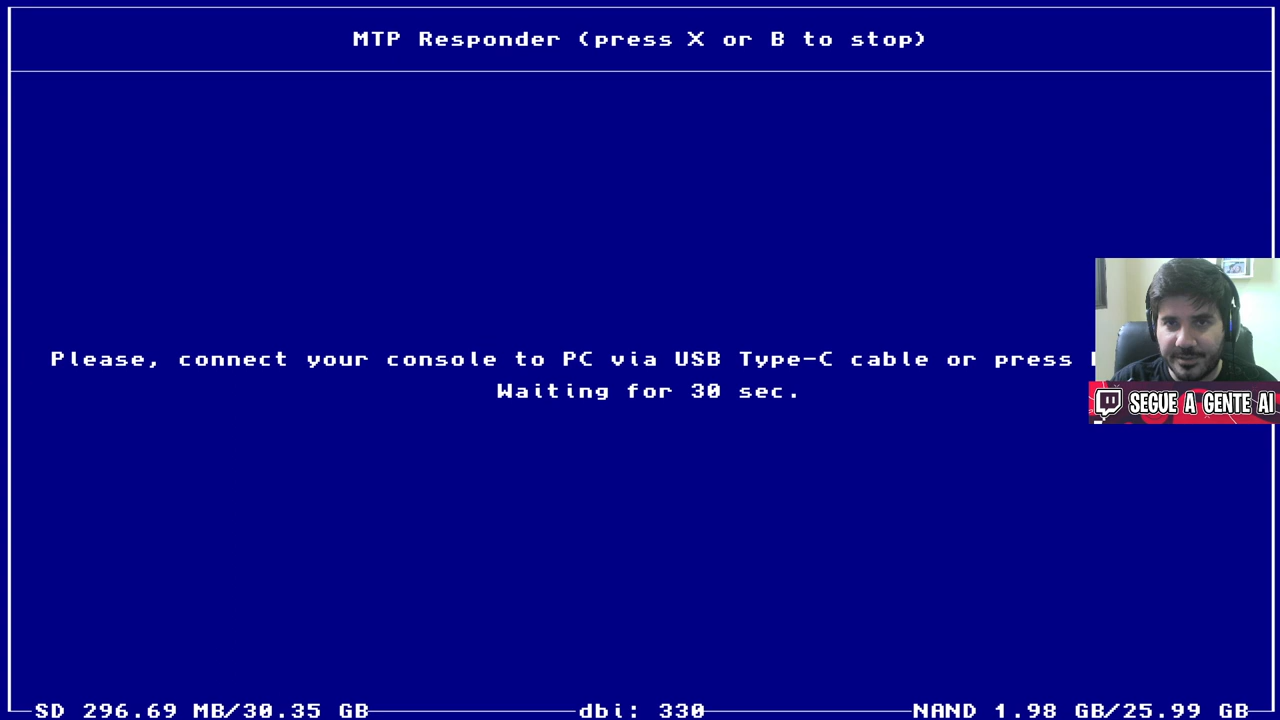 MTP Responder (press X or B to stop)
Please, connect your console to PC via USB Type-C cable or press
Waiting for 30 sec.
SEGUE A GENTE AI
SD 296.69 MB/30.35 GB
dbi: 330
NAND 1.98 GB/25.99 GB